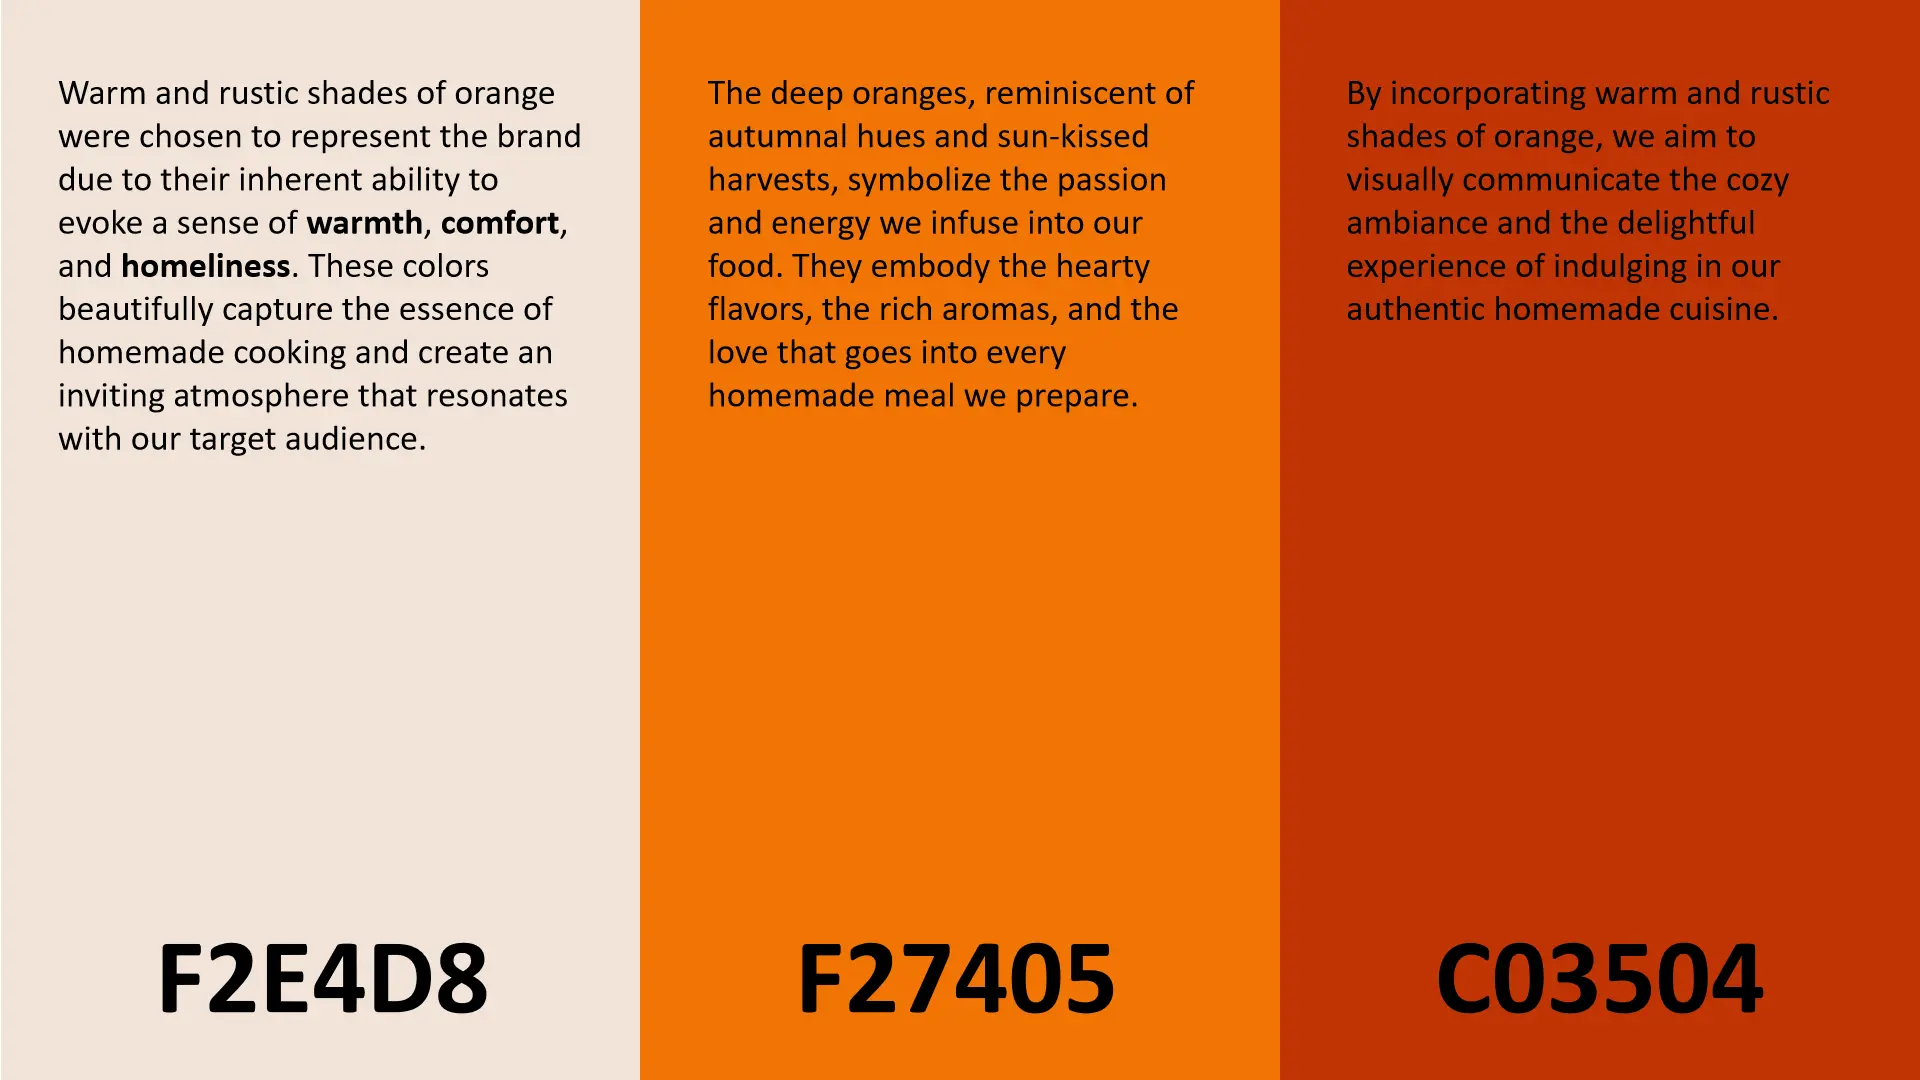 Warm and rustic shades of orange
were chosen to represent the brand
due to their inherent ability to
evoke a sense of warmth, comfort,
and homeliness. These colors
beautifully capture the essence of
homemade cooking and create an
inviting atmosphere that resonates
with our target audience.
F2E4D8
The deep oranges, reminiscent of
autumnal hues and sun-kissed
harvests, symbolize the passion
and energy we infuse into our
food. They embody the hearty
flavors, the rich aromas, and the
love that goes into every
homemade meal we prepare.
F27405
By incorporating warm and rustic
shades of orange, we aim to
visually communicate the cozy
ambiance and the delightful
experience of indulging in our
authentic homemade cuisine.
C03504